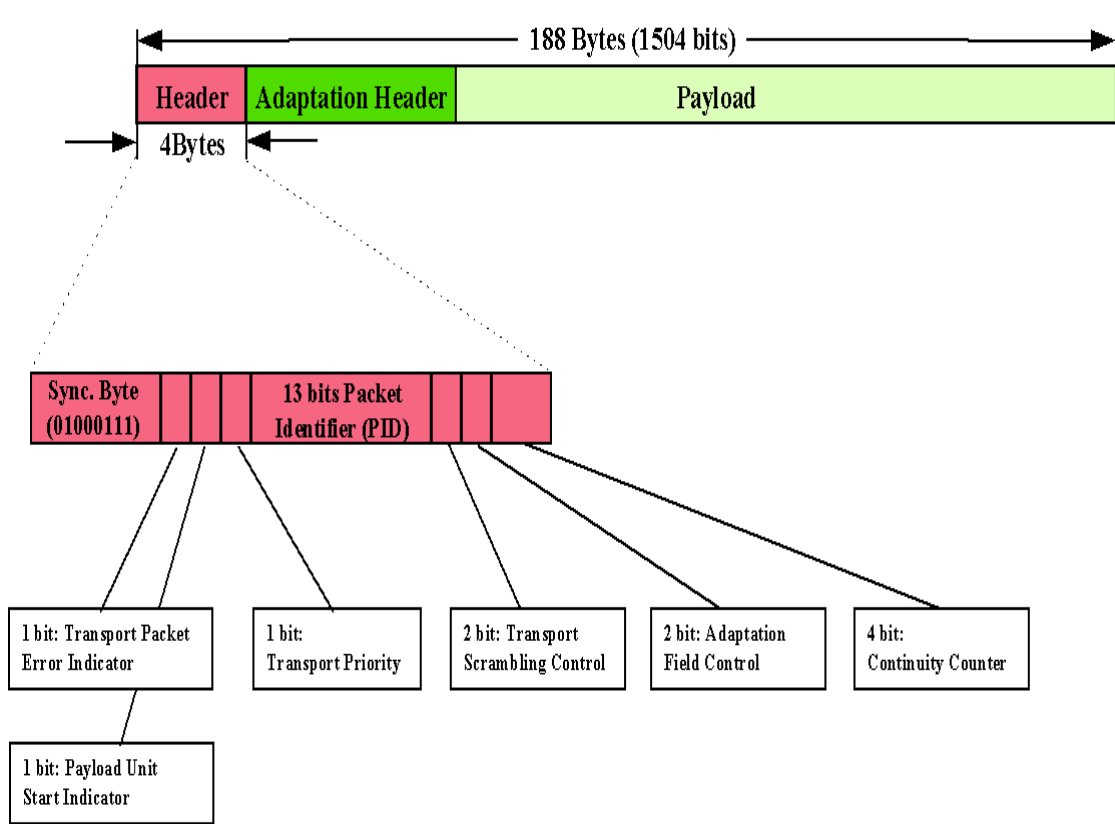 188 Bytes (1504 bits)
Header
Adaptation Header
Payload
4Bytes
Sync. Byte
(01000111)
13 bits Packet
Identifier (PID)
1 bit: Transport Packet
Error Indicator
1 bit:
Transport Priority
2 bit: Transport
Scrambling Control
2 bit: Adaptation
Field Control
4 bit:
Continuity Counter
1 bit: Payload Unit
Start Indicator